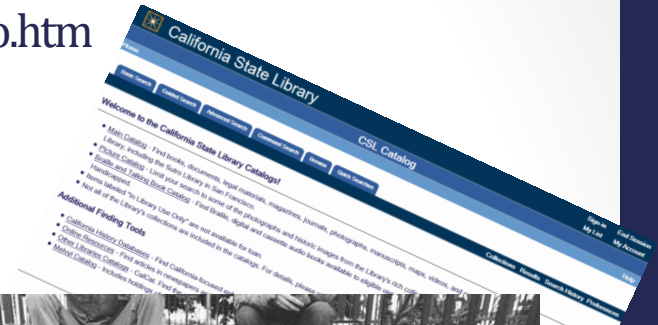 o.htm
California State Library
Home
CSL Catalog
Basic Search Guided Search Advanced Search Command Search Browse Quick Searches
Sign in End Session
My List My Account
Collections Results Search History Preferences
Help
Welcome to the California State Library Catalogs!
• Main Catalog - Find books, documents, legal materials, magazines, journals, photographs, manuscripts, maps, videos, and
Library, including the Sutro Library in San Francisco.
• Picture Catalog - Limit your search to some of the photographs and historic images from the Library's rich
• Braille and Talking Book Catalog - Find Braille, digital and cassette audio books available to eligible
Handicapped.
• Items labeled "In Library Use Only" are not available for loan.
• Not all of the Library's collections are included in the catalogs. For details, please
Additional Finding Tools
• California History Databases - Find California-focused
• Online Resources - Find articles in newspapers
• Other Libraries Catalogs - CalCat. Find the
• Melvyl Catalog - Includes holdings